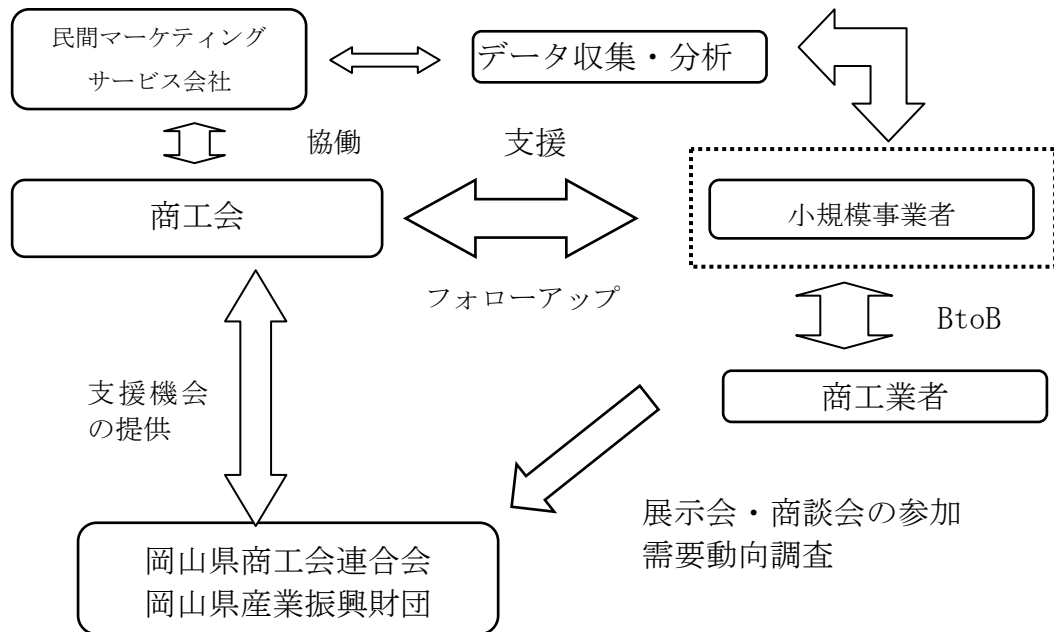 民間マーケティング
サービス会社
データ収集・分析
協働
支援
商工会
小規模事業者
フォローアップ
BtoB
支援機会
の提供
商工業者
展示会・商談会の参加
需要動向調査
岡山県商工会連合会
岡山県産業振興財団